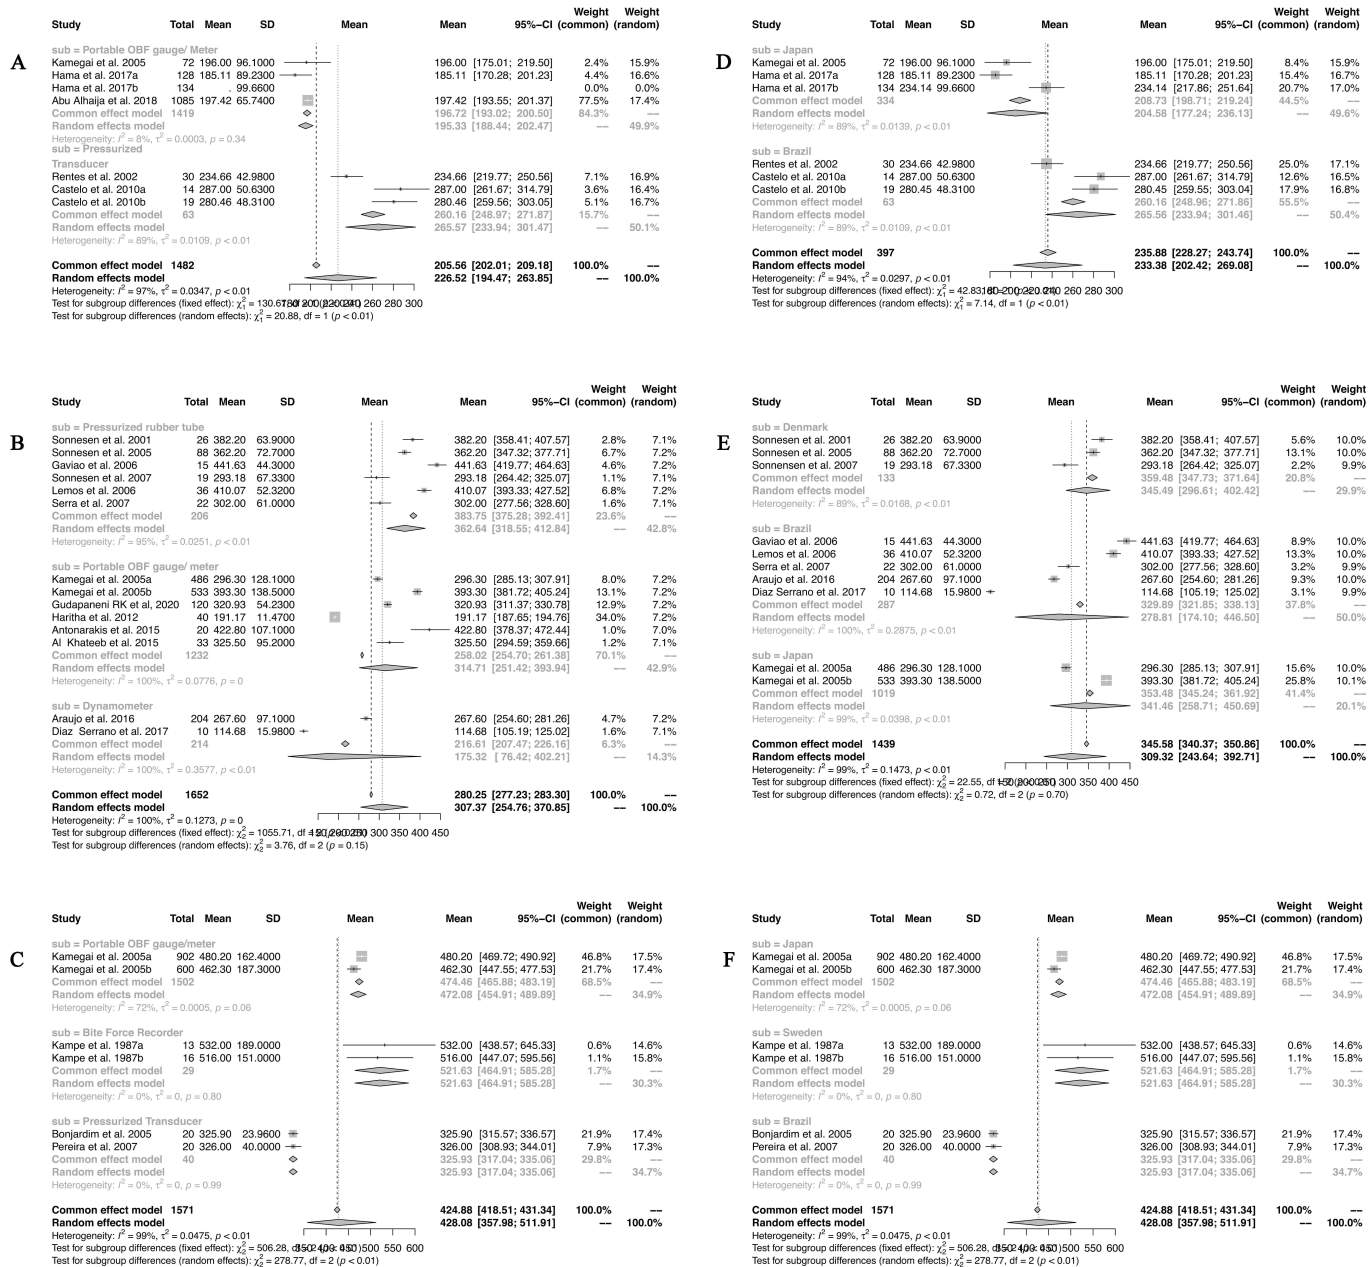 A
Study Total Mean SD Mean Mean 95%−CI Weight (common) Weight (random)
sub = Portable OBF gauge/ Meter
Kamegai et al. 2005 72 196.00 96.1000 196.00 [175.01; 219.50] 2.4% 15.9%
Hama et al. 2017a 128 185.11 89.2300 185.11 [170.28; 201.23] 4.4% 16.6%
Hama et al. 2017b 134 . 99.6600 0.0% 0.0%
Abu Alhaija et al. 2018 1085 197.42 65.7400 197.42 [193.55; 201.37] 77.5% 17.4%
Common effect model 1419 196.72 [193.02; 200.50] 84.3% −−
Random effects model 195.33 [188.44; 202.47] −− 49.9%
Heterogeneity: I² = 8%, τ² = 0.0003, p = 0.34
sub = Pressurized
Transducer
Rentes et al. 2002 30 234.66 42.9800 234.66 [219.77; 250.56] 7.1% 16.9%
Castelo et al. 2010a 14 287.00 50.6300 287.00 [261.67; 314.79] 3.6% 16.4%
Castelo et al. 2010b 19 280.46 48.3100 280.46 [259.56; 303.05] 5.1% 16.7%
Common effect model 63 260.16 [248.97; 271.87] 15.7% −−
Random effects model 265.57 [233.94; 301.47] −− 50.1%
Heterogeneity: I² = 89%, τ² = 0.0109, p < 0.01
Common effect model 1482 205.56 [202.01; 209.18] 100.0% −−
Random effects model 226.52 [194.47; 263.85] −− 100.0%
Heterogeneity: I² = 97%, τ² = 0.0347, p < 0.01
Test for subgroup differences (fixed effect): χ²₁ = 130.67 260 280 300
Test for subgroup differences (random effects): χ²₁ = 20.88, df = 1 (p < 0.01)
D
Study Total Mean SD Mean Mean 95%−CI Weight (common) Weight (random)
sub = Japan
Kamegai et al. 2005 72 196.00 96.1000 196.00 [175.01; 219.50] 8.4% 16.1%
Hama et al. 2017a 128 185.11 89.2300 185.11 [170.28; 201.23] 15.4% 16.7%
Hama et al. 2017b 134 234.14 99.6600 234.14 [217.86; 251.64] 20.7% 17.0%
Common effect model 334 208.73 [198.71; 219.24] 44.5% −−
Random effects model 204.58 [177.24; 236.13] −− 49.6%
Heterogeneity: I² = 89%, τ² = 0.0139, p < 0.01
sub = Brazil
Rentes et al. 2002 30 234.66 42.9800 234.66 [219.77; 250.56] 25.0% 17.1%
Castelo et al. 2010a 14 287.00 50.6300 287.00 [261.67; 314.79] 12.6% 16.5%
Castelo et al. 2010b 19 280.45 48.3100 280.45 [259.55; 303.04] 17.9% 16.8%
Common effect model 63 260.16 [248.96; 271.86] 55.5% −−
Random effects model 265.56 [233.94; 301.46] −− 50.4%
Heterogeneity: I² = 89%, τ² = 0.0109, p < 0.01
Common effect model 397 235.88 [228.27; 243.74] 100.0% −−
Random effects model 233.38 [202.42; 269.08] −− 100.0%
Heterogeneity: I² = 94%, τ² = 0.0297, p < 0.01
Test for subgroup differences (fixed effect): χ²₁ = 42.83, 260 280 300
Test for subgroup differences (random effects): χ²₁ = 7.14, df = 1 (p < 0.01)
B
Study Total Mean SD Mean Mean 95%−CI Weight (common) Weight (random)
sub = Pressurized rubber tube
Sonnesen et al. 2001 26 382.20 63.9000 382.20 [358.41; 407.57] 2.8% 7.1%
Sonnesen et al. 2005 88 362.20 72.7000 362.20 [347.32; 377.71] 6.7% 7.2%
Gaviao et al. 2006 15 441.63 44.3000 441.63 [419.77; 464.63] 4.6% 7.2%
Sonnesen et al. 2007 19 293.18 67.3300 293.18 [264.42; 325.07] 1.1% 7.1%
Lemos et al. 2006 36 410.07 52.3200 410.07 [393.33; 427.52] 6.8% 7.2%
Serra et al. 2007 22 302.00 61.0000 302.00 [277.56; 328.60] 1.6% 7.1%
Common effect model 206 383.75 [375.28; 392.41] 23.6% −−
Random effects model 362.64 [318.55; 412.84] −− 42.8%
Heterogeneity: I² = 95%, τ² = 0.0251, p < 0.01
sub = Portable OBF gauge/ meter
Kamegai et al. 2005a 486 296.30 128.1000 296.30 [285.13; 307.91] 8.0% 7.2%
Kamegai et al. 2005b 533 393.30 138.5000 393.30 [381.72; 405.24] 13.1% 7.2%
Gudapaneni RK et al, 2020 120 320.93 54.2300 320.93 [311.37; 330.78] 12.9% 7.2%
Haritha et al. 2012 40 191.17 11.4700 191.17 [187.65; 194.76] 34.0% 7.2%
Antonarakis et al. 2015 20 422.80 107.1000 422.80 [378.37; 472.44] 1.0% 7.0%
Al Khateeb et al. 2015 33 325.50 95.2000 325.50 [294.59; 359.66] 1.2% 7.1%
Common effect model 1232 258.02 [254.70; 261.38] 70.1% −−
Random effects model 314.71 [251.42; 393.94] −− 42.9%
Heterogeneity: I² = 100%, τ² = 0.0776, p = 0
sub = Dynamometer
Araujo et al. 2016 204 267.60 97.1000 267.60 [254.60; 281.26] 4.7% 7.2%
Diaz Serrano et al. 2017 10 114.68 15.9800 114.68 [105.19; 125.02] 1.6% 7.1%
Common effect model 214 216.61 [207.47; 226.16] 6.3% −−
Random effects model 175.32 [ 76.42; 402.21] −− 14.3%
Heterogeneity: I² = 100%, τ² = 0.3577, p < 0.01
Common effect model 1652 280.25 [277.23; 283.30] 100.0% −−
Random effects model 307.37 [254.76; 370.85] −− 100.0%
Heterogeneity: I² = 100%, τ² = 0.1273, p = 0
Test for subgroup differences (fixed effect): χ²₂ = 1055.71, df 300 350 400 450
Test for subgroup differences (random effects): χ²₂ = 3.76, df = 2 (p = 0.15)
E
Study Total Mean SD Mean Mean 95%−CI Weight (common) Weight (random)
sub = Denmark
Sonnesen et al. 2001 26 382.20 63.9000 382.20 [358.41; 407.57] 5.6% 10.0%
Sonnesen et al. 2005 88 362.20 72.7000 362.20 [347.32; 377.71] 13.1% 10.0%
Sonnensen et al. 2007 19 293.18 67.3300 293.18 [264.42; 325.07] 2.2% 9.9%
Common effect model 133 359.48 [347.73; 371.64] 20.8% −−
Random effects model 345.49 [296.61; 402.42] −− 29.9%
Heterogeneity: I² = 89%, τ² = 0.0168, p < 0.01
sub = Brazil
Gaviao et al. 2006 15 441.63 44.3000 441.63 [419.77; 464.63] 8.9% 10.0%
Lemos et al. 2006 36 410.07 52.3200 410.07 [393.33; 427.52] 13.3% 10.0%
Serra et al. 2007 22 302.00 61.0000 302.00 [277.56; 328.60] 3.2% 9.9%
Araujo et al. 2016 204 267.60 97.1000 267.60 [254.60; 281.26] 9.3% 10.0%
Diaz Serrano et al. 2017 10 114.68 15.9800 114.68 [105.19; 125.02] 3.1% 9.9%
Common effect model 287 329.89 [321.85; 338.13] 37.8% −−
Random effects model 278.81 [174.10; 446.50] −− 50.0%
Heterogeneity: I² = 100%, τ² = 0.2875, p < 0.01
sub = Japan
Kamegai et al. 2005a 486 296.30 128.1000 296.30 [285.13; 307.91] 15.6% 10.0%
Kamegai et al. 2005b 533 393.30 138.5000 393.30 [381.72; 405.24] 25.8% 10.1%
Common effect model 1019 353.48 [345.24; 361.92] 41.4% −−
Random effects model 341.46 [258.71; 450.69] −− 20.1%
Heterogeneity: I² = 99%, τ² = 0.0398, p < 0.01
Common effect model 1439 345.58 [340.37; 350.86] 100.0% −−
Random effects model 309.32 [243.64; 392.71] −− 100.0%
Heterogeneity: I² = 99%, τ² = 0.1473, p < 0.01
Test for subgroup differences (fixed effect): χ²₂ = 22.55, df 300 350 400 450
Test for subgroup differences (random effects): χ²₂ = 0.72, df = 2 (p = 0.70)
C
Study Total Mean SD Mean Mean 95%−CI Weight (common) Weight (random)
sub = Portable OBF gauge/meter
Kamegai et al. 2005a 902 480.20 162.4000 480.20 [469.72; 490.92] 46.8% 17.5%
Kamegai et al. 2005b 600 462.30 187.3000 462.30 [447.55; 477.53] 21.7% 17.4%
Common effect model 1502 474.46 [465.88; 483.19] 68.5% −−
Random effects model 472.08 [454.91; 489.89] −− 34.9%
Heterogeneity: I² = 72%, τ² = 0.0005, p = 0.06
sub = Bite Force Recorder
Kampe et al. 1987a 13 532.00 189.0000 532.00 [438.57; 645.33] 0.6% 14.6%
Kampe et al. 1987b 16 516.00 151.0000 516.00 [447.07; 595.56] 1.1% 15.8%
Common effect model 29 521.63 [464.91; 585.28] 1.7% −−
Random effects model 521.63 [464.91; 585.28] −− 30.3%
Heterogeneity: I² = 0%, τ² = 0, p = 0.80
sub = Pressurized Transducer
Bonjardim et al. 2005 20 325.90 23.9600 325.90 [315.57; 336.57] 21.9% 17.4%
Pereira et al. 2007 20 326.00 40.0000 326.00 [308.93; 344.01] 7.9% 17.3%
Common effect model 40 325.93 [317.04; 335.06] 29.8% −−
Random effects model 325.93 [317.04; 335.06] −− 34.7%
Heterogeneity: I² = 0%, τ² = 0, p = 0.99
Common effect model 1571 424.88 [418.51; 431.34] 100.0% −−
Random effects model 428.08 [357.98; 511.91] −− 100.0%
Heterogeneity: I² = 99%, τ² = 0.0475, p < 0.01
Test for subgroup differences (fixed effect): χ²₂ = 506.28, 500 550 600
Test for subgroup differences (random effects): χ²₂ = 278.77, df = 2 (p < 0.01)
F
Study Total Mean SD Mean Mean 95%−CI Weight (common) Weight (random)
sub = Japan
Kamegai et al. 2005a 902 480.20 162.4000 480.20 [469.72; 490.92] 46.8% 17.5%
Kamegai et al. 2005b 600 462.30 187.3000 462.30 [447.55; 477.53] 21.7% 17.4%
Common effect model 1502 474.46 [465.88; 483.19] 68.5% −−
Random effects model 472.08 [454.91; 489.89] −− 34.9%
Heterogeneity: I² = 72%, τ² = 0.0005, p = 0.06
sub = Sweden
Kampe et al. 1987a 13 532.00 189.0000 532.00 [438.57; 645.33] 0.6% 14.6%
Kampe et al. 1987b 16 516.00 151.0000 516.00 [447.07; 595.56] 1.1% 15.8%
Common effect model 29 521.63 [464.91; 585.28] 1.7% −−
Random effects model 521.63 [464.91; 585.28] −− 30.3%
Heterogeneity: I² = 0%, τ² = 0, p = 0.80
sub = Brazil
Bonjardim et al. 2005 20 325.90 23.9600 325.90 [315.57; 336.57] 21.9% 17.4%
Pereira et al. 2007 20 326.00 40.0000 326.00 [308.93; 344.01] 7.9% 17.3%
Common effect model 40 325.93 [317.04; 335.06] 29.8% −−
Random effects model 325.93 [317.04; 335.06] −− 34.7%
Heterogeneity: I² = 0%, τ² = 0, p = 0.99
Common effect model 1571 424.88 [418.51; 431.34] 100.0% −−
Random effects model 428.08 [357.98; 511.91] −− 100.0%
Heterogeneity: I² = 99%, τ² = 0.0475, p < 0.01
Test for subgroup differences (fixed effect): χ²₂ = 506.28, 500 550 600
Test for subgroup differences (random effects): χ²₂ = 278.77, df = 2 (p < 0.01)